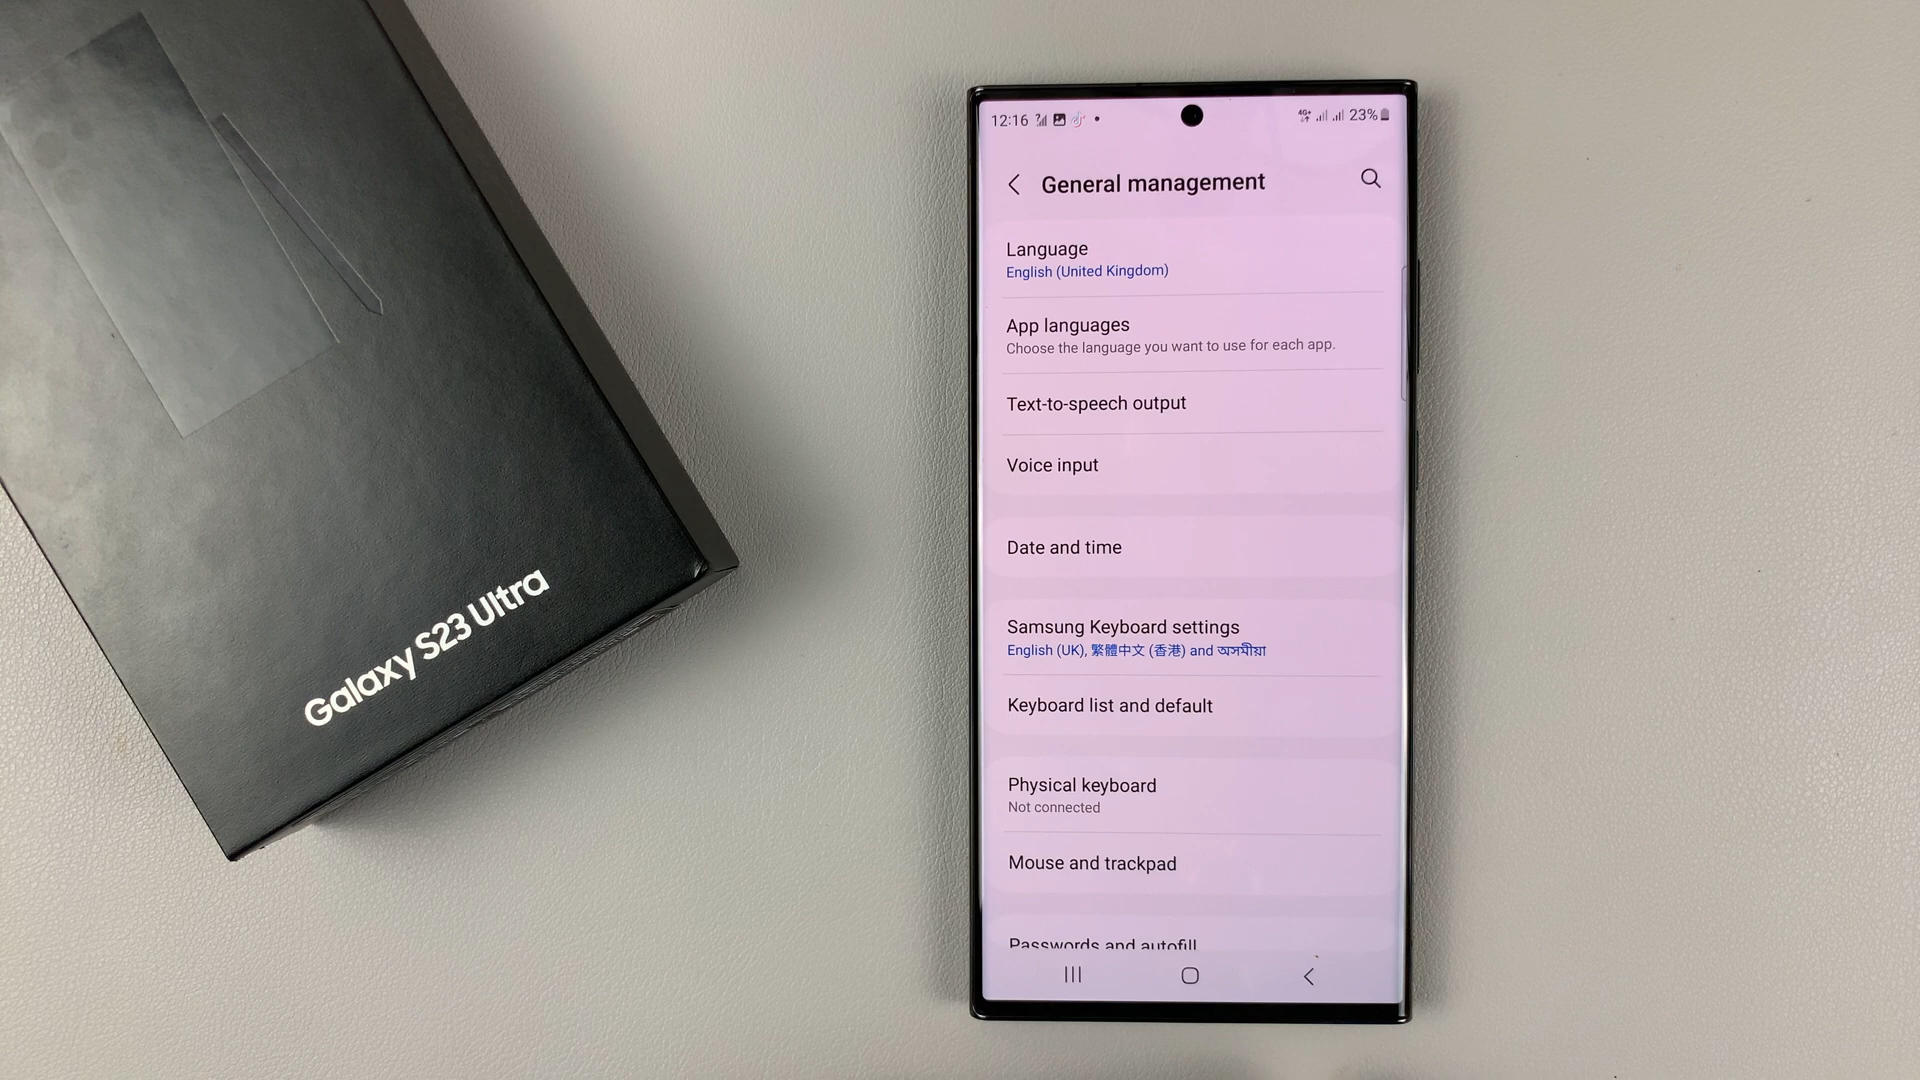 Galaxy S23 Ultra
12:16
4G+ 23%
General management
Language
English (United Kingdom)
App languages
Choose the language you want to use for each app.
Text-to-speech output
Voice input
Date and time
Samsung Keyboard settings
English (UK), 繁體中文 (香港) and অসমীয়া
Keyboard list and default
Physical keyboard
Not connected
Mouse and trackpad
Passwords and autofill